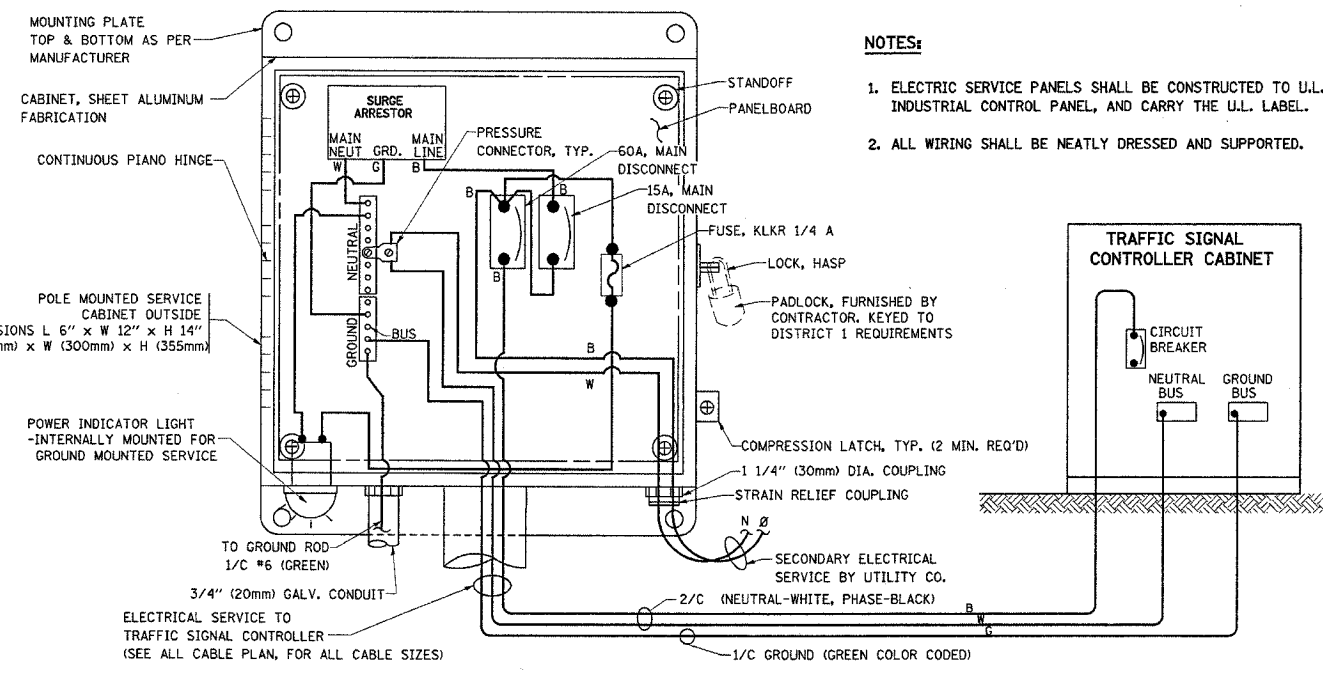 MOUNTING PLATE
TOP & BOTTOM AS PER
MANUFACTURER
CABINET, SHEET ALUMINUM
FABRICATION
CONTINUOUS PIANO HINGE
POLE MOUNTED SERVICE
CABINET OUTSIDE
SIONS L 6" x W 12" x H 14"
mm) x W (300mm) x H (355mm)
POWER INDICATOR LIGHT
-INTERNALLY MOUNTED FOR
GROUND MOUNTED SERVICE
SURGE
ARRESTOR
MAIN
NEUT
GRD.
MAIN
LINE
W
G
B
PRESSURE
CONNECTOR, TYP.
STANDOFF
PANELBOARD
60A, MAIN
DISCONNECT
15A, MAIN
DISCONNECT
FUSE, KLKR 1/4 A
B
B
B
NEUTRAL
GROUND
BUS
B
W
LOCK, HASP
PADLOCK, FURNISHED BY
CONTRACTOR. KEYED TO
DISTRICT 1 REQUIREMENTS
COMPRESSION LATCH, TYP. (2 MIN. REQ'D)
1 1/4" (30mm) DIA. COUPLING
STRAIN RELIEF COUPLING
N Ø
SECONDARY ELECTRICAL
SERVICE BY UTILITY CO.
TO GROUND ROD
1/C #6 (GREEN)
3/4" (20mm) GALV. CONDUIT
ELECTRICAL SERVICE TO
TRAFFIC SIGNAL CONTROLLER
(SEE ALL CABLE PLAN, FOR ALL CABLE SIZES)
2/C (NEUTRAL-WHITE, PHASE-BLACK)
B
W
G
1/C GROUND (GREEN COLOR CODED)
NOTES:
1. ELECTRIC SERVICE PANELS SHALL BE CONSTRUCTED TO U.L.
INDUSTRIAL CONTROL PANEL, AND CARRY THE U.L. LABEL.
2. ALL WIRING SHALL BE NEATLY DRESSED AND SUPPORTED.
TRAFFIC SIGNAL
CONTROLLER CABINET
CIRCUIT
BREAKER
NEUTRAL
BUS
GROUND
BUS